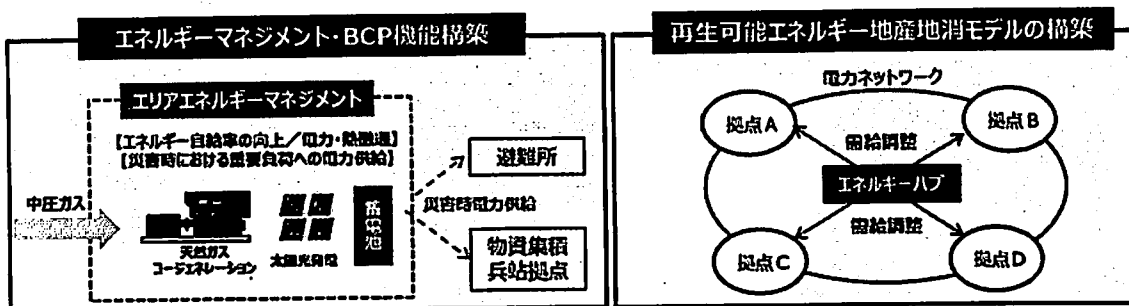 エネルギーマネジメント・BCP機能構築
エリアエネルギーマネジメント
【エネルギー自給率の向上／電力・熱融通】
【災害時における重要負荷への電力供給】
中圧ガス
天然ガス
コージェネレーション
太陽光発電
蓄電池
災害時電力供給
避難所
物資集積
兵站拠点
再生可能エネルギー地産地消モデルの構築
電力ネットワーク
拠点A
拠点B
需給調整
エネルギーハブ
需給調整
拠点C
拠点D